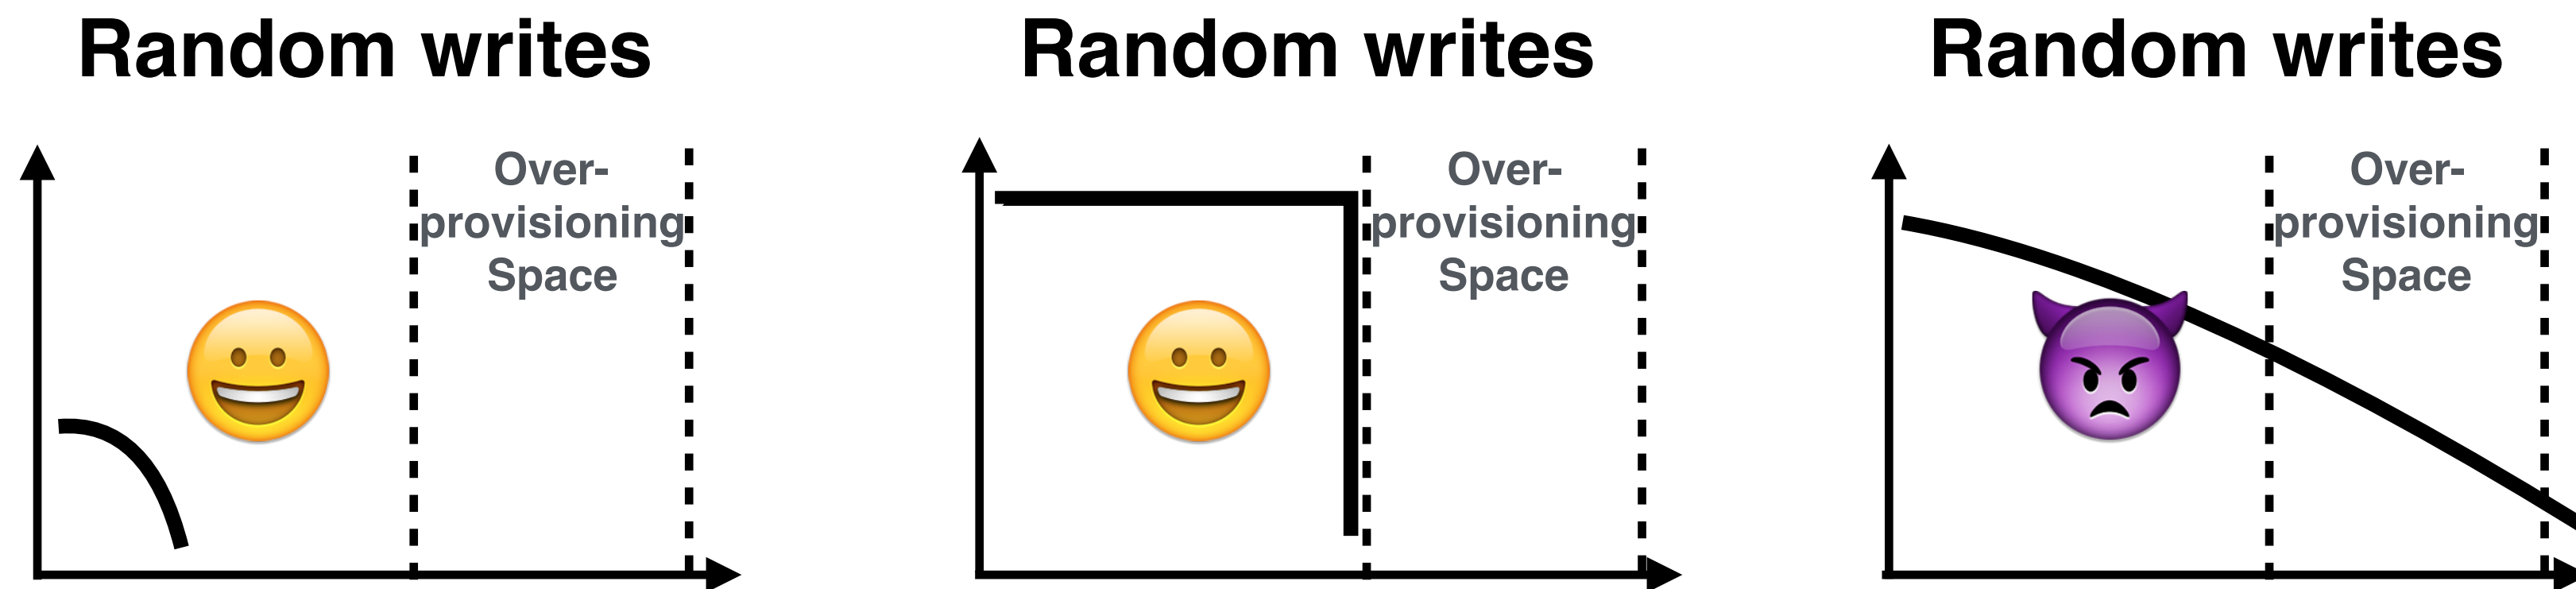 Random writes
Over-
provisioning
Space
Random writes
Over-
provisioning
Space
Random writes
Over-
provisioning
Space